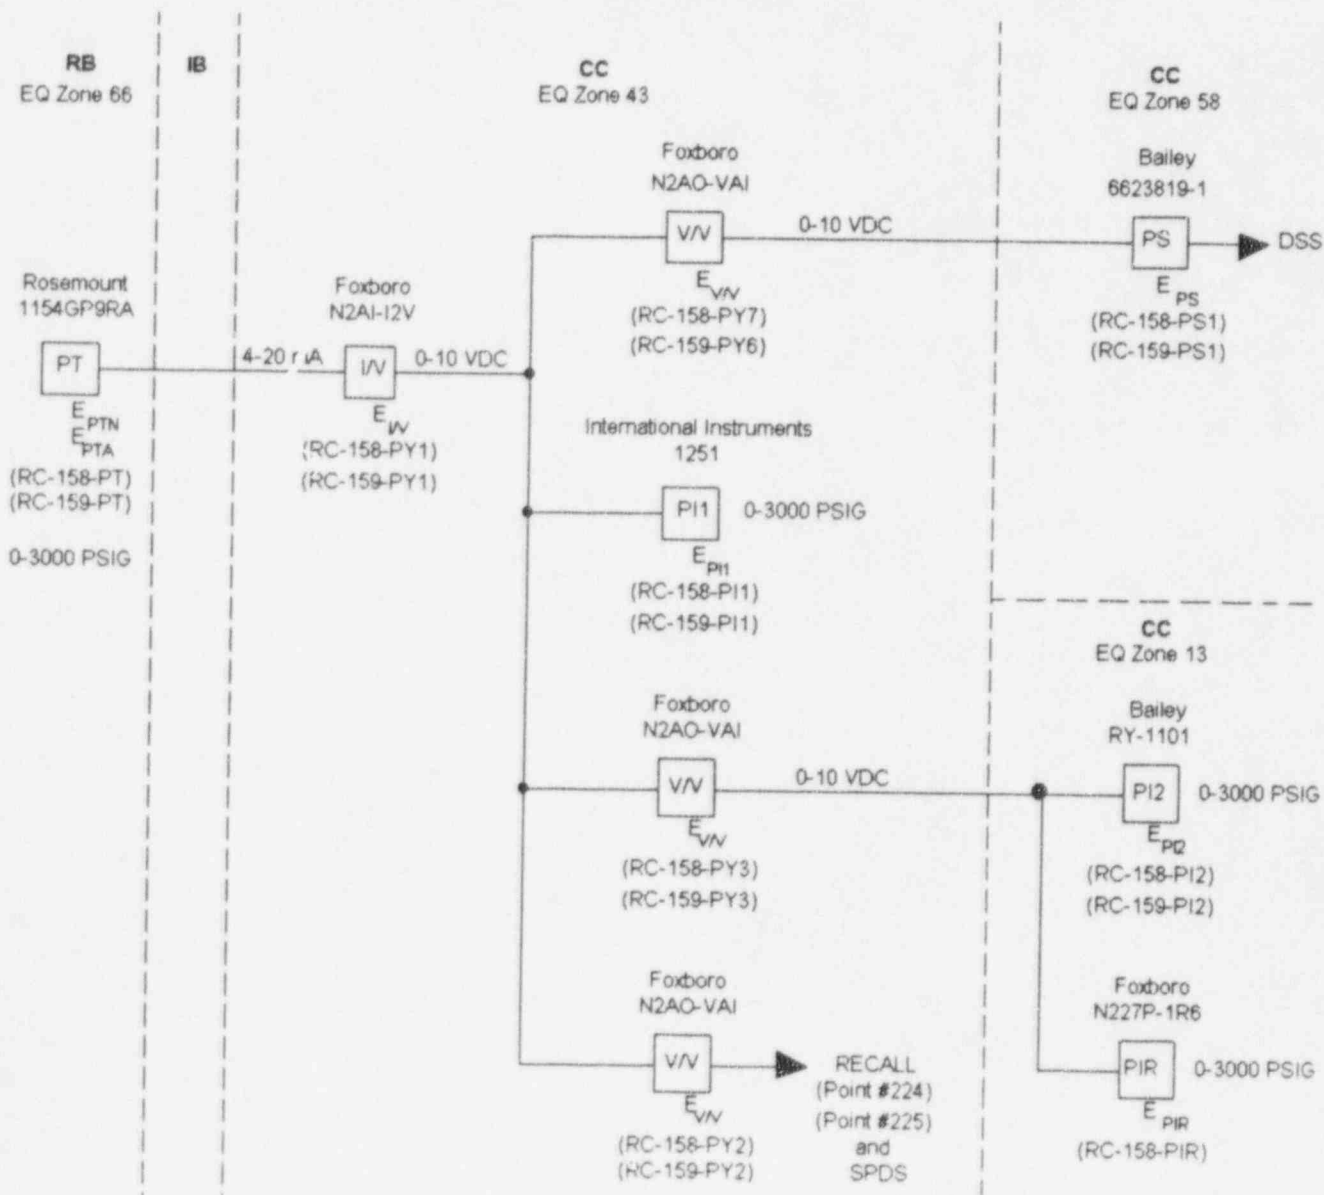 RB
EQ Zone 66
IB
CC
EQ Zone 43
CC
EQ Zone 58
Foxboro
N2AO-VAI
V/V
0-10 VDC
E V/V
(RC-158-PY7)
(RC-159-PY6)
Bailey
6623819-1
PS
DSS
E PS
(RC-158-PS1)
(RC-159-PS1)
Rosemount
1154GP9RA
PT
E PTN
E PTA
(RC-158-PT)
(RC-159-PT)
0-3000 PSIG
4-20 mA
Foxboro
N2AI-I2V
I/V
0-10 VDC
E I/V
(RC-158-PY1)
(RC-159-PY1)
International Instruments
1251
PI1
0-3000 PSIG
E PI1
(RC-158-PI1)
(RC-159-PI1)
CC
EQ Zone 13
Foxboro
N2AO-VAI
V/V
0-10 VDC
E V/V
(RC-158-PY3)
(RC-159-PY3)
Bailey
RY-1101
PI2
0-3000 PSIG
E PI2
(RC-158-PI2)
(RC-159-PI2)
Foxboro
N2AO-VAI
V/V
E V/V
(RC-158-PY2)
(RC-159-PY2)
RECALL
(Point #224)
(Point #225)
and
SPDS
Foxboro
N227P-1R6
PIR
0-3000 PSIG
E PIR
(RC-158-PIR)